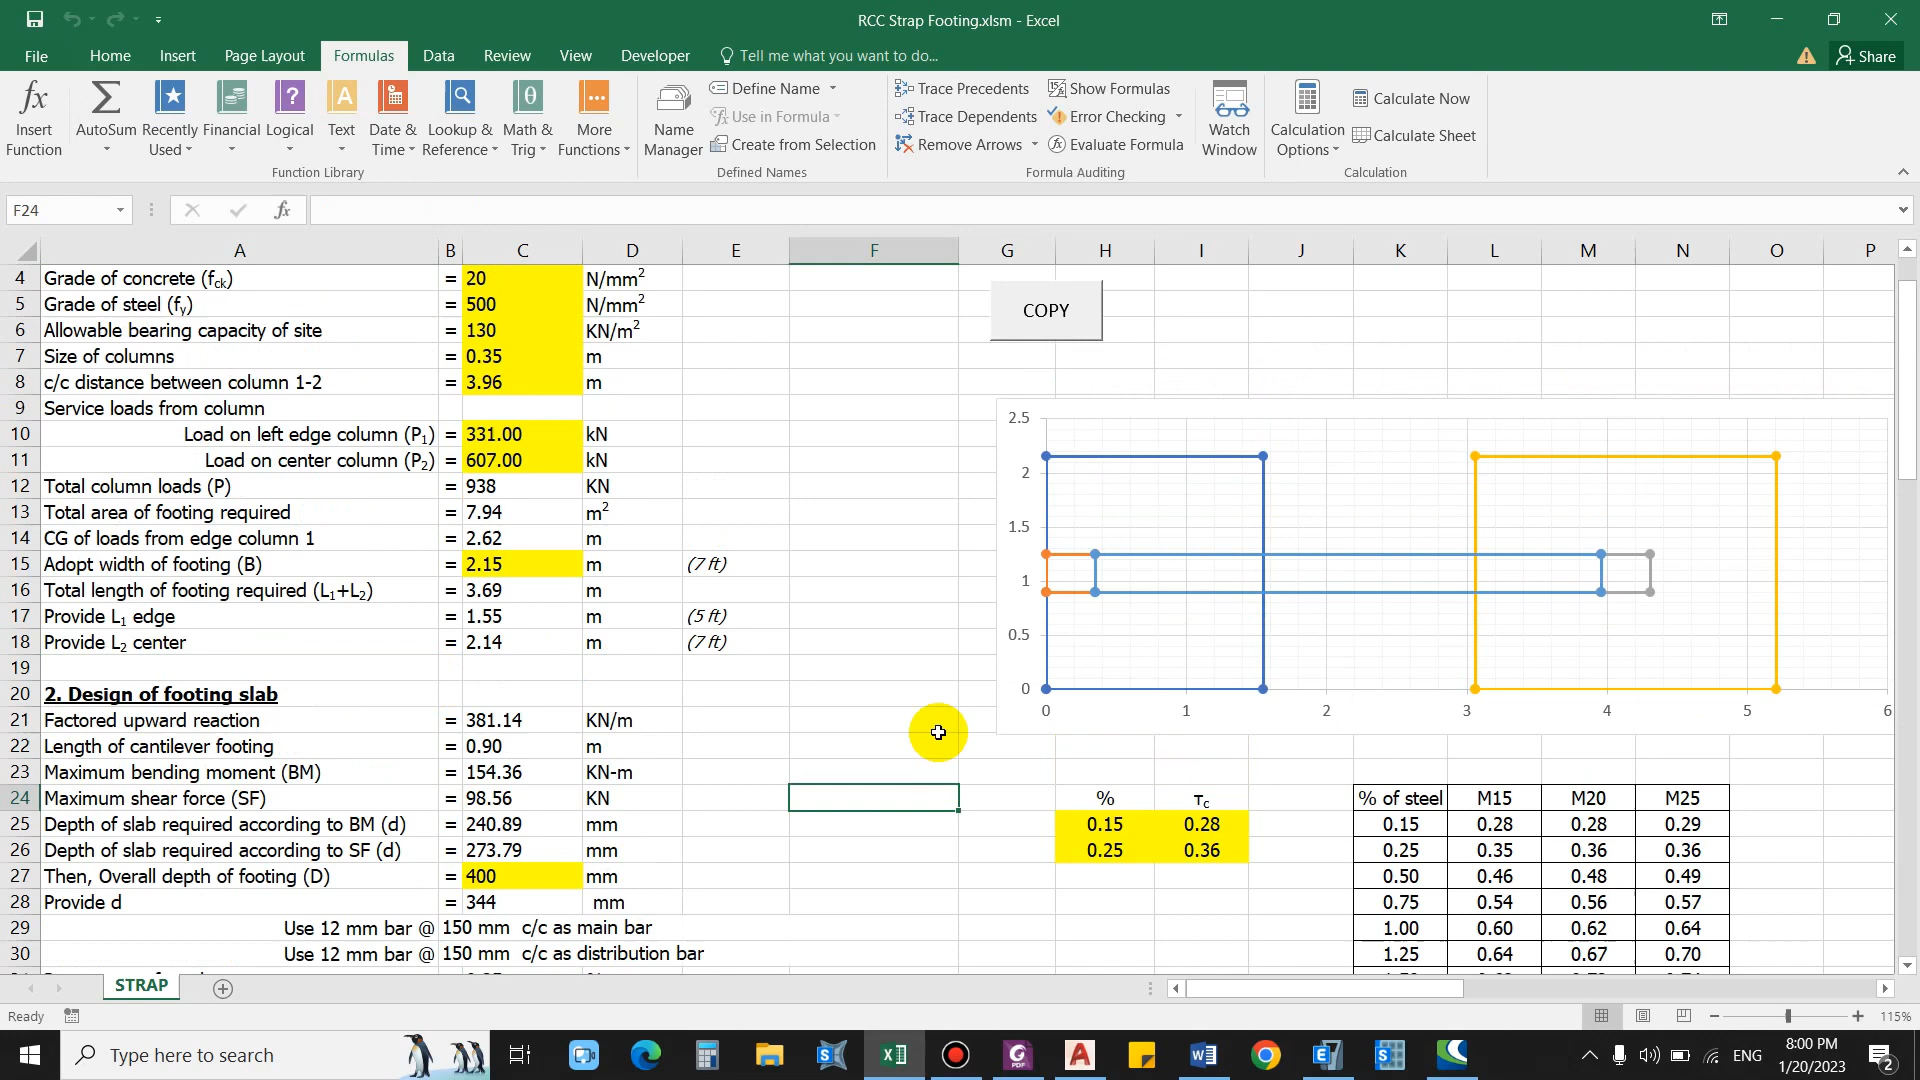 RCC Strap Footing.xlsm - Excel
File Home Insert Page Layout Formulas Data Review View Developer Tell me what you want to do... Share
Insert Function
AutoSum
Recently Used
Financial
Logical
Text
Date & Time
Lookup & Reference
Math & Trig
More Functions
Function Library
Name Manager
Define Name
Use in Formula
Create from Selection
Defined Names
Trace Precedents
Trace Dependents
Remove Arrows
Show Formulas
Error Checking
Evaluate Formula
Formula Auditing
Watch Window
Calculation Options
Calculate Now
Calculate Sheet
Calculation
F24 fx
A B C D E F G H I J K L M N O P
4 Grade of concrete (fck) = 20 N/mm2
5 Grade of steel (fy) = 500 N/mm2
6 Allowable bearing capacity of site = 130 KN/m2
7 Size of columns = 0.35 m
8 c/c distance between column 1-2 = 3.96 m
9 Service loads from column
10 Load on left edge column (P1) = 331.00 kN
11 Load on center column (P2) = 607.00 kN
12 Total column loads (P) = 938 KN
13 Total area of footing required = 7.94 m2
14 CG of loads from edge column 1 = 2.62 m
15 Adopt width of footing (B) = 2.15 m (7 ft)
16 Total length of footing required (L1+L2) = 3.69 m
17 Provide L1 edge = 1.55 m (5 ft)
18 Provide L2 center = 2.14 m (7 ft)
19
20 2. Design of footing slab
21 Factored upward reaction = 381.14 KN/m
22 Length of cantilever footing = 0.90 m
23 Maximum bending moment (BM) = 154.36 KN-m
24 Maximum shear force (SF) = 98.56 KN
25 Depth of slab required according to BM (d) = 240.89 mm
26 Depth of slab required according to SF (d) = 273.79 mm
27 Then, Overall depth of footing (D) = 400 mm
28 Provide d = 344 mm
29 Use 12 mm bar @ 150 mm c/c as main bar
30 Use 12 mm bar @ 150 mm c/c as distribution bar
COPY
2.5
2
1.5
1
0.5
0
0 1 2 3 4 5 6
% τc
0.15 0.28
0.25 0.36
% of steel M15 M20 M25
0.15 0.28 0.28 0.29
0.25 0.35 0.36 0.36
0.50 0.46 0.48 0.49
0.75 0.54 0.56 0.57
1.00 0.60 0.62 0.64
1.25 0.64 0.67 0.70
STRAP
Ready
115%
Type here to search
ENG
8:00 PM
1/20/2023
2